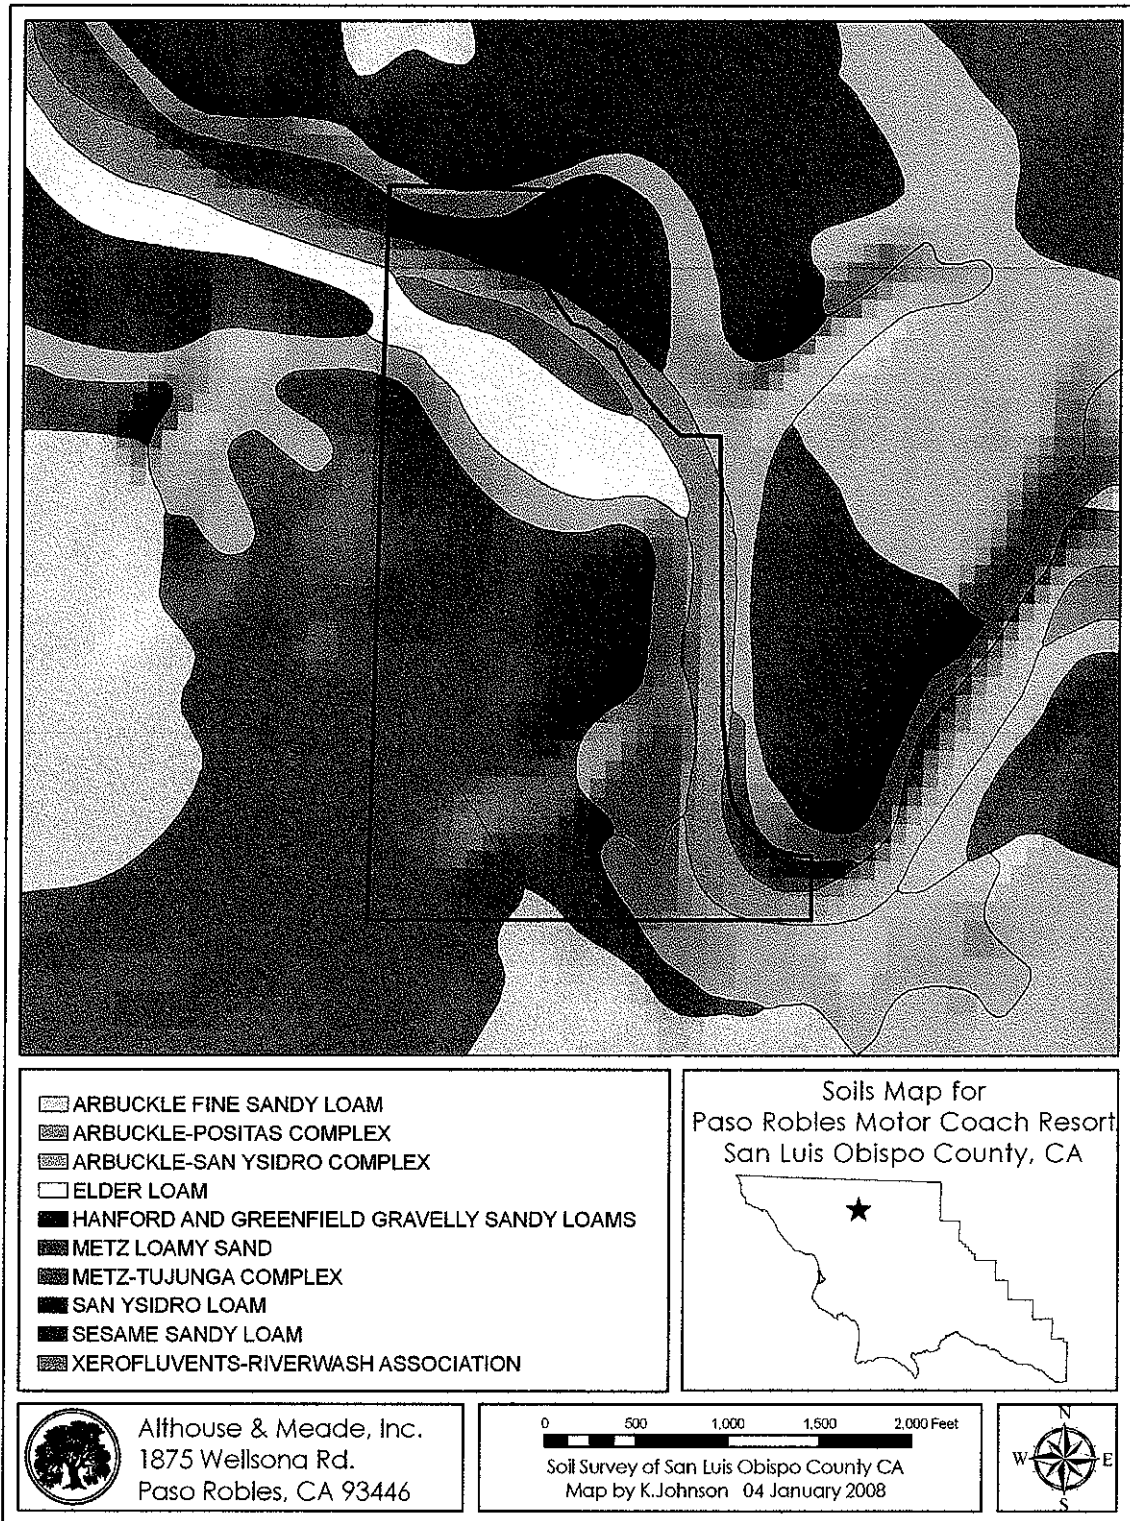 ARBUCKLE FINE SANDY LOAM
ARBUCKLE-POSITAS COMPLEX
ARBUCKLE-SAN YSIDRO COMPLEX
ELDER LOAM
HANFORD AND GREENFIELD GRAVELLY SANDY LOAMS
METZ LOAMY SAND
METZ-TUJUNGA COMPLEX
SAN YSIDRO LOAM
SESAME SANDY LOAM
XEROFLUVENTS-RIVERWASH ASSOCIATION
Soils Map for
Paso Robles Motor Coach Resort
San Luis Obispo County, CA
Althouse & Meade, Inc.
1875 Wellsona Rd.
Paso Robles, CA 93446
0 500 1,000 1,500 2,000 Feet
Soil Survey of San Luis Obispo County CA
Map by K.Johnson 04 January 2008
N
W E
S